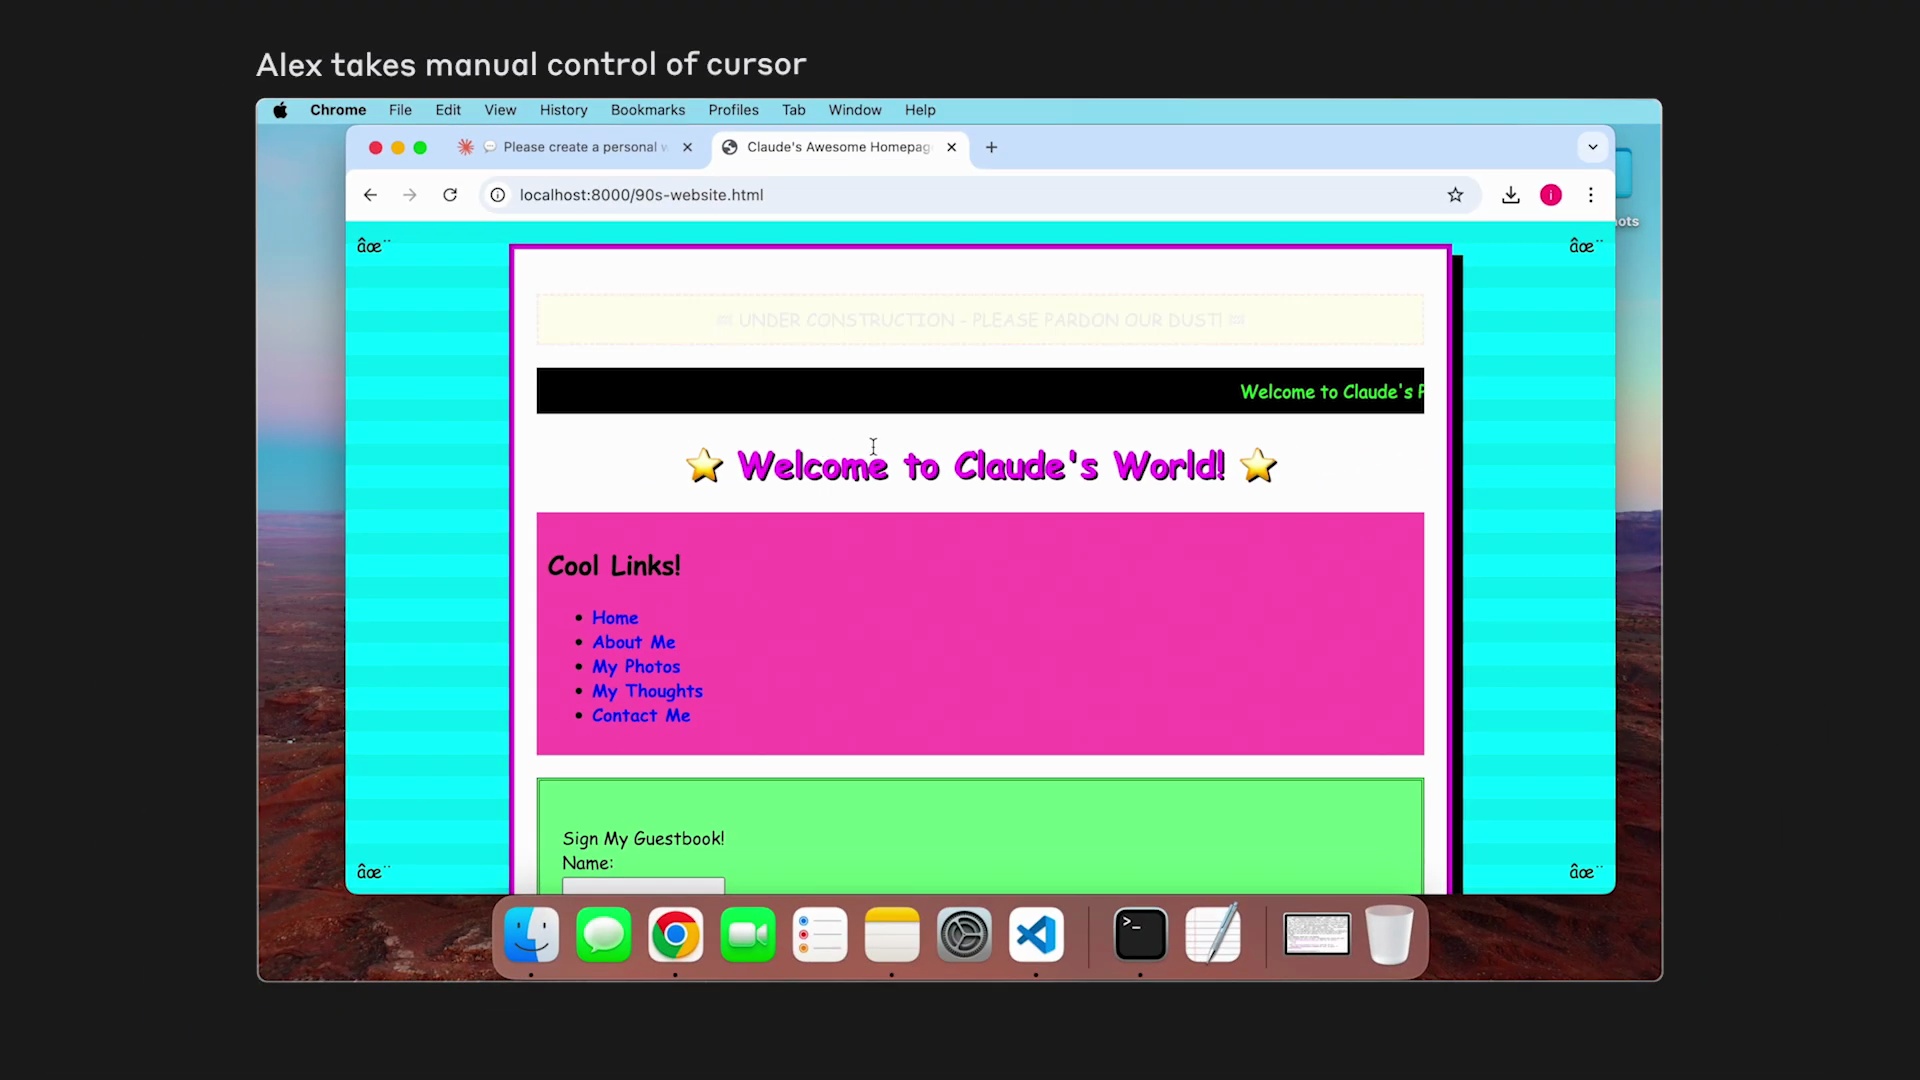 Alex takes manual control of cursor
Chrome File Edit View History Bookmarks Profiles Tab Window Help
Please create a personal w
Claude's Awesome Homepag
localhost:8000/90s-website.html
i
ots
âœ¨ âœ¨
UNDER CONSTRUCTION - PLEASE PARDON OUR DUST!
Welcome to Claude's P
Welcome to Claude's World!
Cool Links!
Home
About Me
My Photos
My Thoughts
Contact Me
Sign My Guestbook!
Name:
âœ¨ âœ¨